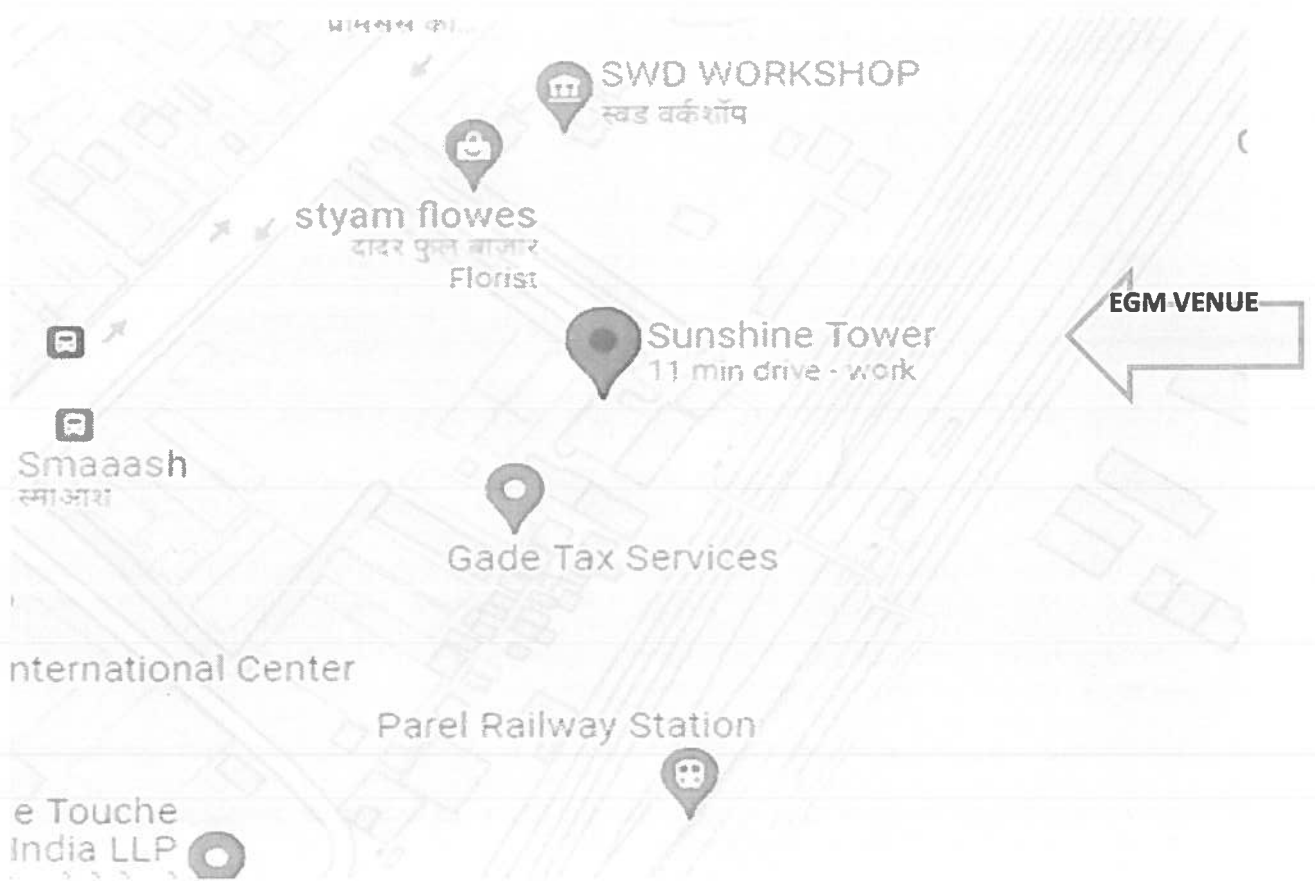 SWD WORKSHOP
स्वड वर्कशॉप
styam flowes
दादर फुल बाजार
Florist
EGM VENUE
Sunshine Tower
11 min drive - work
Smaaash
स्माआश
Gade Tax Services
nternational Center
Parel Railway Station
e Touche
India LLP